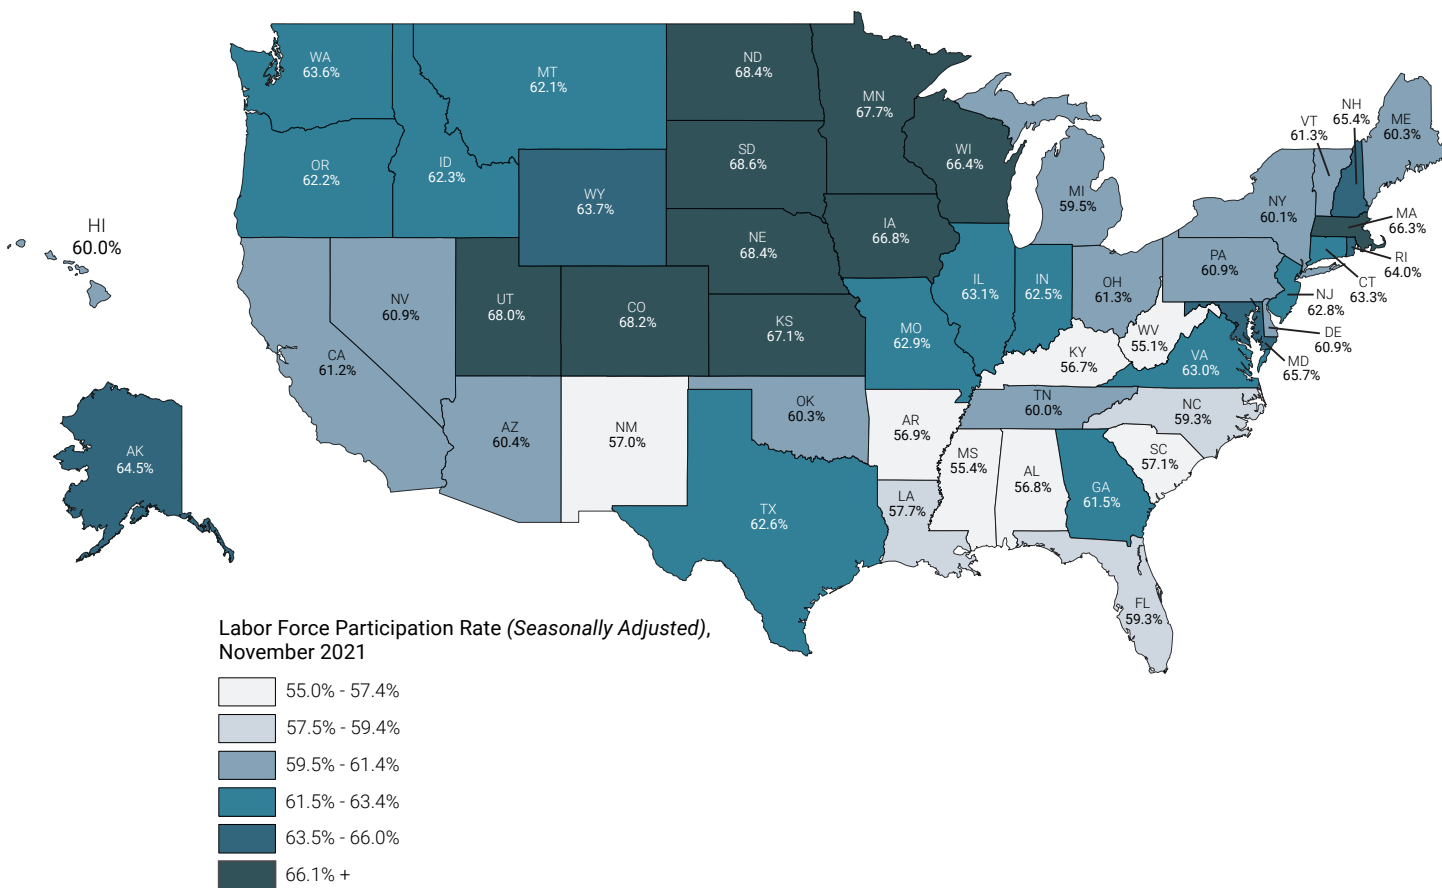 WA
63.6%
MT
62.1%
ND
68.4%
MN
67.7%
OR
62.2%
ID
62.3%
WY
63.7%
SD
68.6%
WI
66.4%
MI
59.5%
VT
61.3%
NH
65.4%
ME
60.3%
NY
60.1%
MA
66.3%
RI
64.0%
CT
63.3%
NJ
62.8%
DE
60.9%
MD
65.7%
PA
60.9%
HI
60.0%
NV
60.9%
UT
68.0%
CO
68.2%
NE
68.4%
IA
66.8%
KS
67.1%
MO
62.9%
IL
63.1%
IN
62.5%
OH
61.3%
WV
55.1%
KY
56.7%
VA
63.0%
CA
61.2%
AZ
60.4%
NM
57.0%
OK
60.3%
AR
56.9%
TN
60.0%
NC
59.3%
SC
57.1%
MS
55.4%
AL
56.8%
GA
61.5%
LA
57.7%
TX
62.6%
FL
59.3%
AK
64.5%
Labor Force Participation Rate (Seasonally Adjusted),
November 2021
55.0% - 57.4%
57.5% - 59.4%
59.5% - 61.4%
61.5% - 63.4%
63.5% - 66.0%
66.1% +